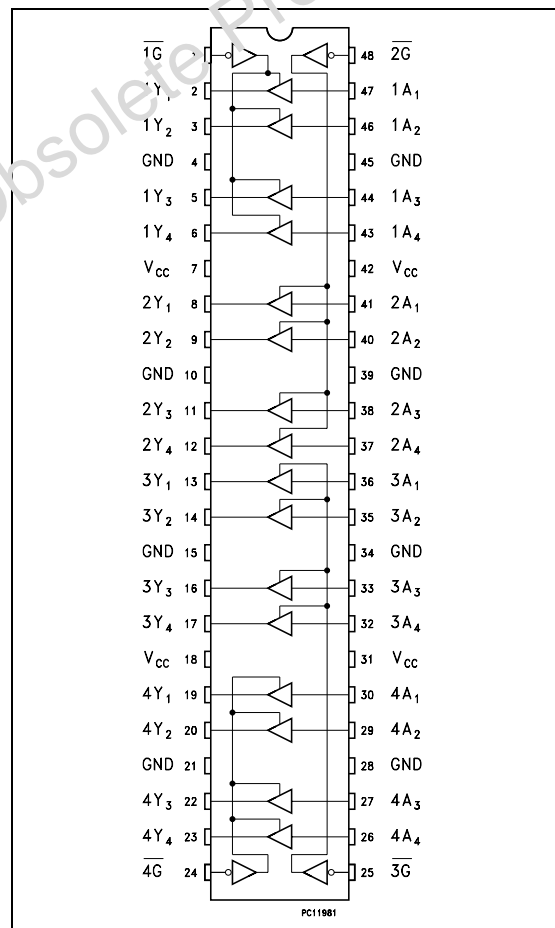 1G 1 48 2G
1Y1 2 47 1A1
1Y2 3 46 1A2
GND 4 45 GND
1Y3 5 44 1A3
1Y4 6 43 1A4
VCC 7 42 VCC
2Y1 8 41 2A1
2Y2 9 40 2A2
GND 10 39 GND
2Y3 11 38 2A3
2Y4 12 37 2A4
3Y1 13 36 3A1
3Y2 14 35 3A2
GND 15 34 GND
3Y3 16 33 3A3
3Y4 17 32 3A4
VCC 18 31 VCC
4Y1 19 30 4A1
4Y2 20 29 4A2
GND 21 28 GND
4Y3 22 27 4A3
4Y4 23 26 4A4
4G 24 25 3G
PC11981